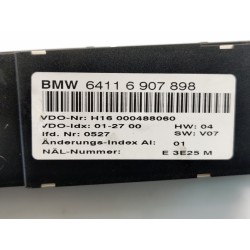 BMW 6411 6 907 898
VDO-Nr: H16 000488060
VDO-Idx: 01-27 00 HW: 04
lfd. Nr: 0527 SW: V07
Änderungs-Index AI: 01
NÄL-Nummer: E 3E25 M